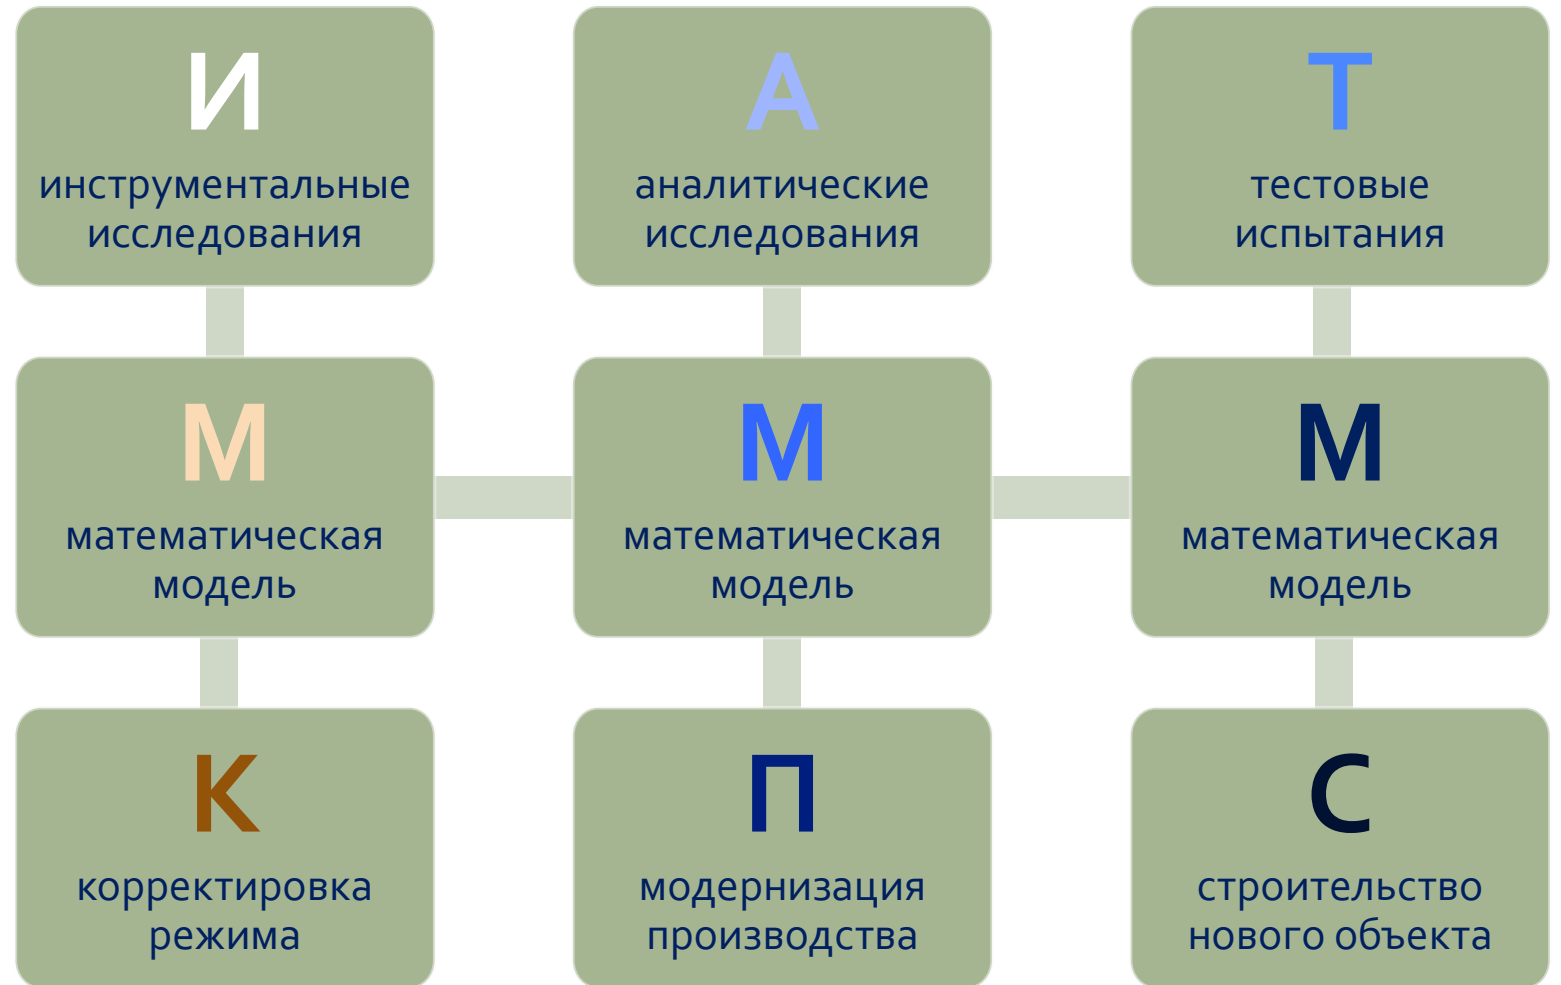 И
инструментальные
исследования
А
аналитические
исследования
Т
тестовые
испытания
М
математическая
модель
М
математическая
модель
М
математическая
модель
К
корректировка
режима
П
модернизация
производства
С
строительство
нового объекта